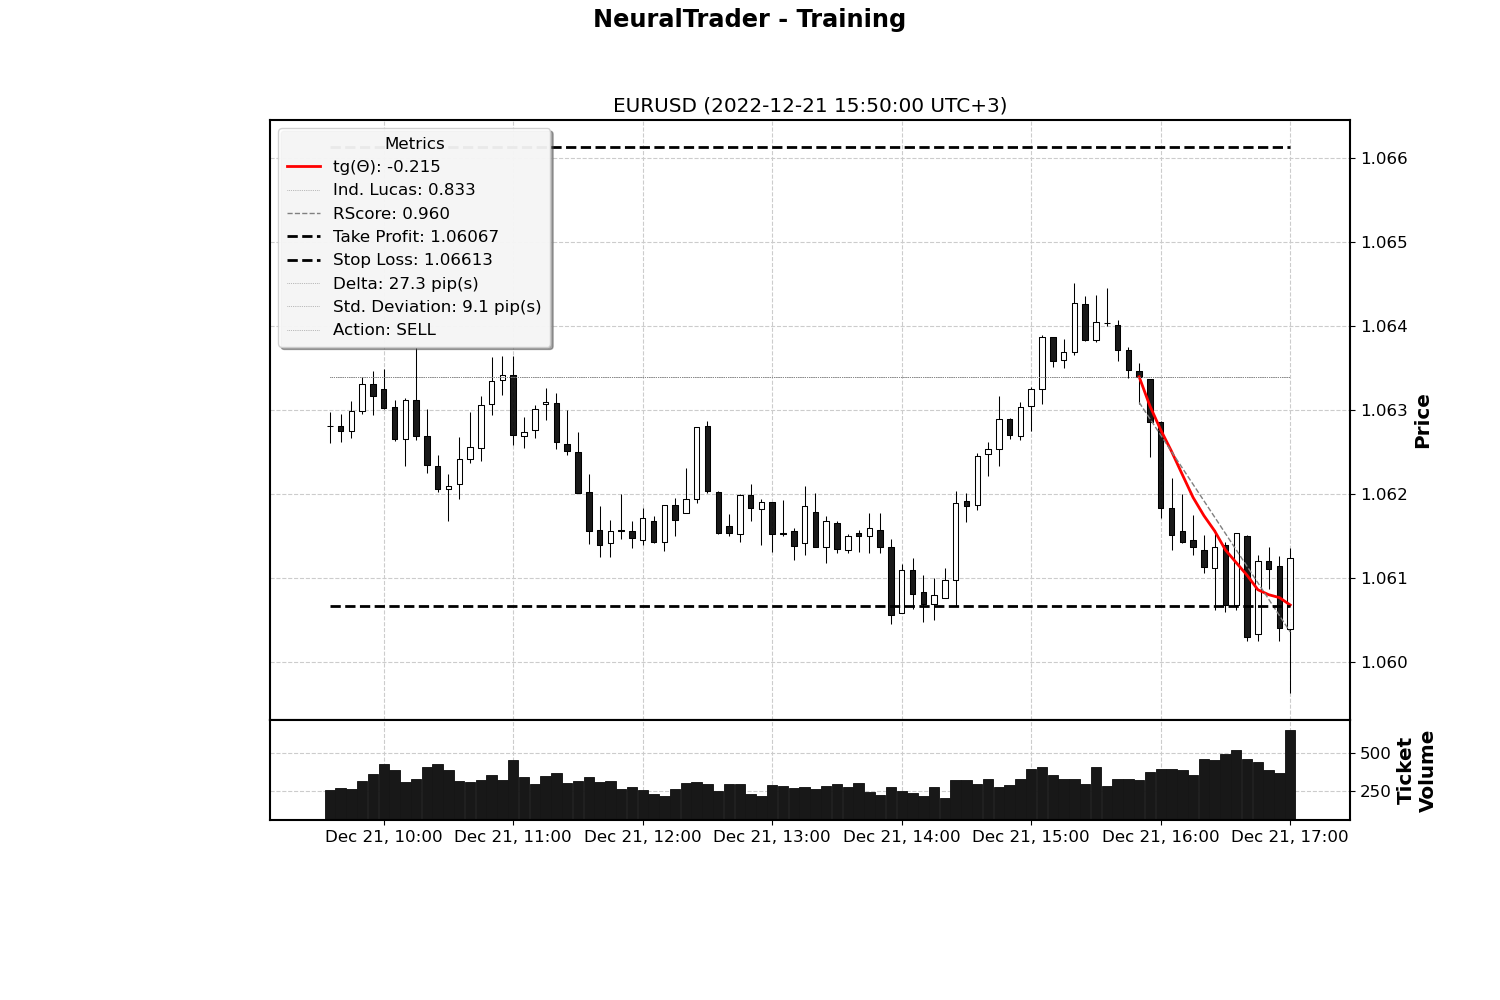 NeuralTrader - Training
EURUSD (2022-12-21 15:50:00 UTC+3)
Metrics
tg(Θ): -0.215
Ind. Lucas: 0.833
RScore: 0.960
Take Profit: 1.06067
Stop Loss: 1.06613
Delta: 27.3 pip(s)
Std. Deviation: 9.1 pip(s)
Action: SELL
1.066
1.065
1.064
1.063
1.062
1.061
1.060
Price
500
250
Ticket
Volume
Dec 21, 10:00 Dec 21, 11:00 Dec 21, 12:00 Dec 21, 13:00 Dec 21, 14:00 Dec 21, 15:00 Dec 21, 16:00 Dec 21, 17:00